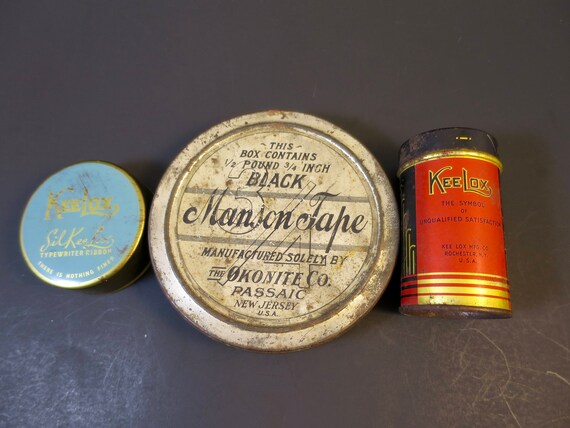 KEE LOX
Sil Kee Lox
TYPEWRITER RIBBON
THERE IS NOTHING FINER
THIS
BOX CONTAINS
1/2 POUND 3/4 INCH
BLACK
Manson Tape
MANUFACTURED SOLELY BY
THE OKONITE CO.
PASSAIC
NEW JERSEY
U.S.A.
KEE LOX
THE SYMBOL
OF
UNQUALIFIED SATISFACTION
KEE LOX MFG. CO.
ROCHESTER, N.Y.
U.S.A.